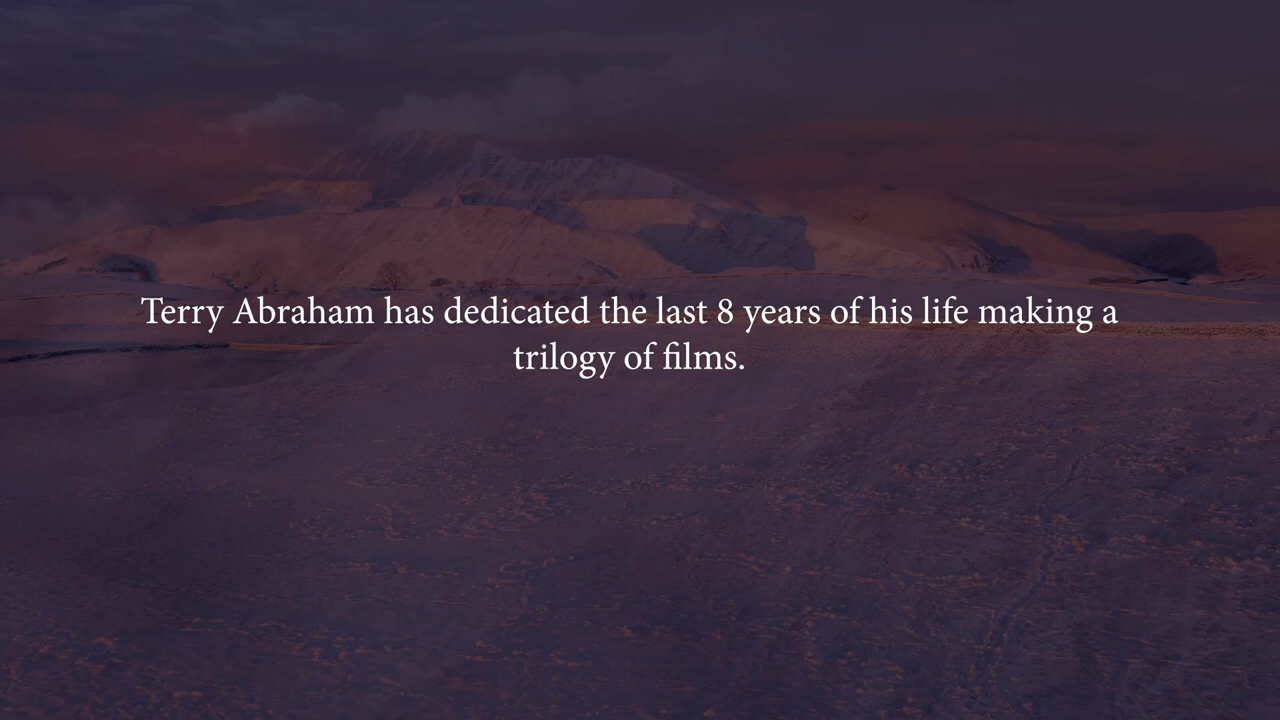 Terry Abraham has dedicated the last 8 years of his life making a
trilogy of films.